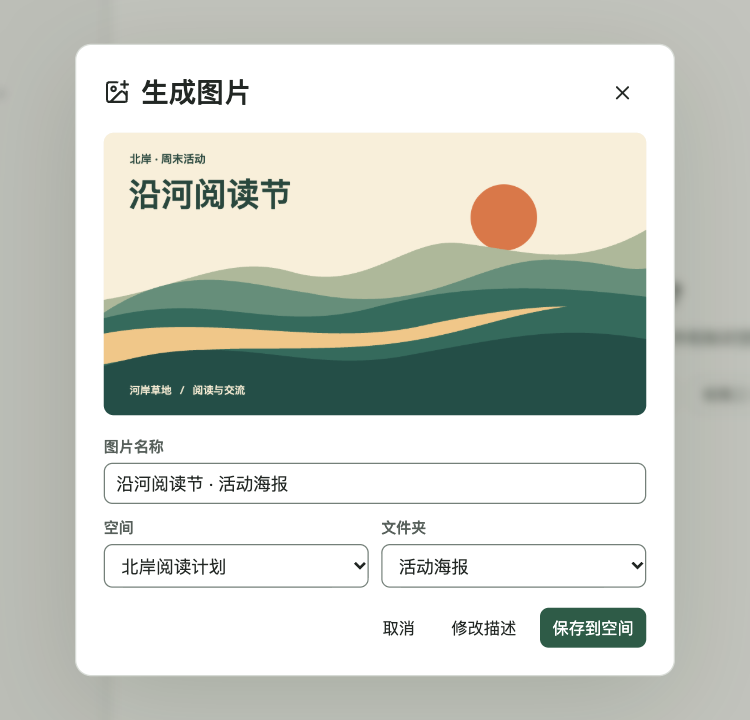 生成图片
北岸 · 周末活动
沿河阅读节
河岸草地 / 阅读与交流
图片名称
沿河阅读节 · 活动海报
空间
文件夹
北岸阅读计划
活动海报
取消
修改描述
保存到空间